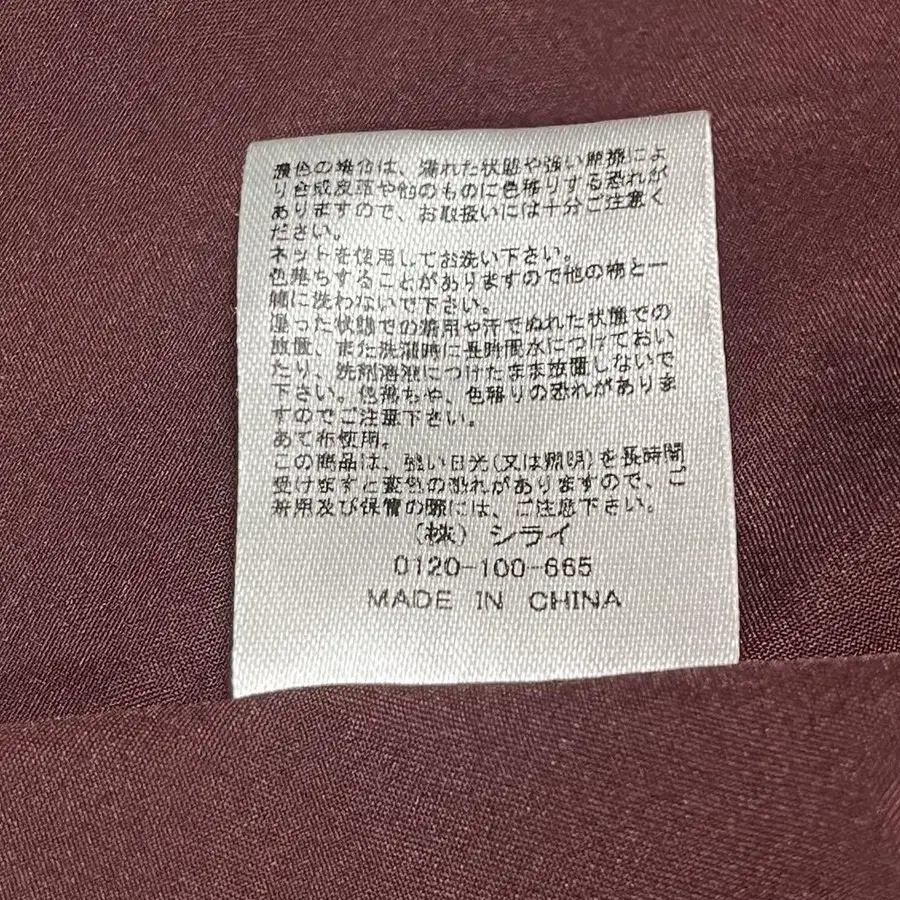 濃色の場合は、濡れた状態や強い摩擦によ
り合成皮革や他のものに色移りする恐れが
ありますので、お取扱いには十分ご注意く
ださい。
ネットを使用してお洗い下さい。
色落ちすることがありますので他の物と一
緒に洗わないで下さい。
湿った状態での着用や汗でぬれた状態での
放置、また洗濯時に長時間水につけておい
たり、洗剤溶液につけたまま放置しないで
下さい。色落ちや、色移りの恐れがありま
すのでご注意下さい。
あて布使用。
この商品は、強い日光(又は照明)を長時間
受けますと変色の恐れがありますので、ご
着用及び保管の際には、ご注意下さい。
(株) シライ
0120-100-665
MADE IN CHINA